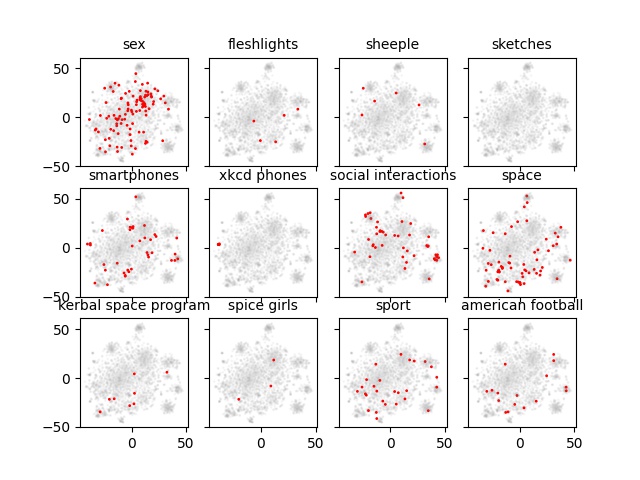 sex fleshlights sheeple sketches
50
0
−50
smartphones xkcd phones social interactions space
50
0
−50
kerbal space program spice girls sport american football
50
0
−50
0 50 0 50 0 50 0 50